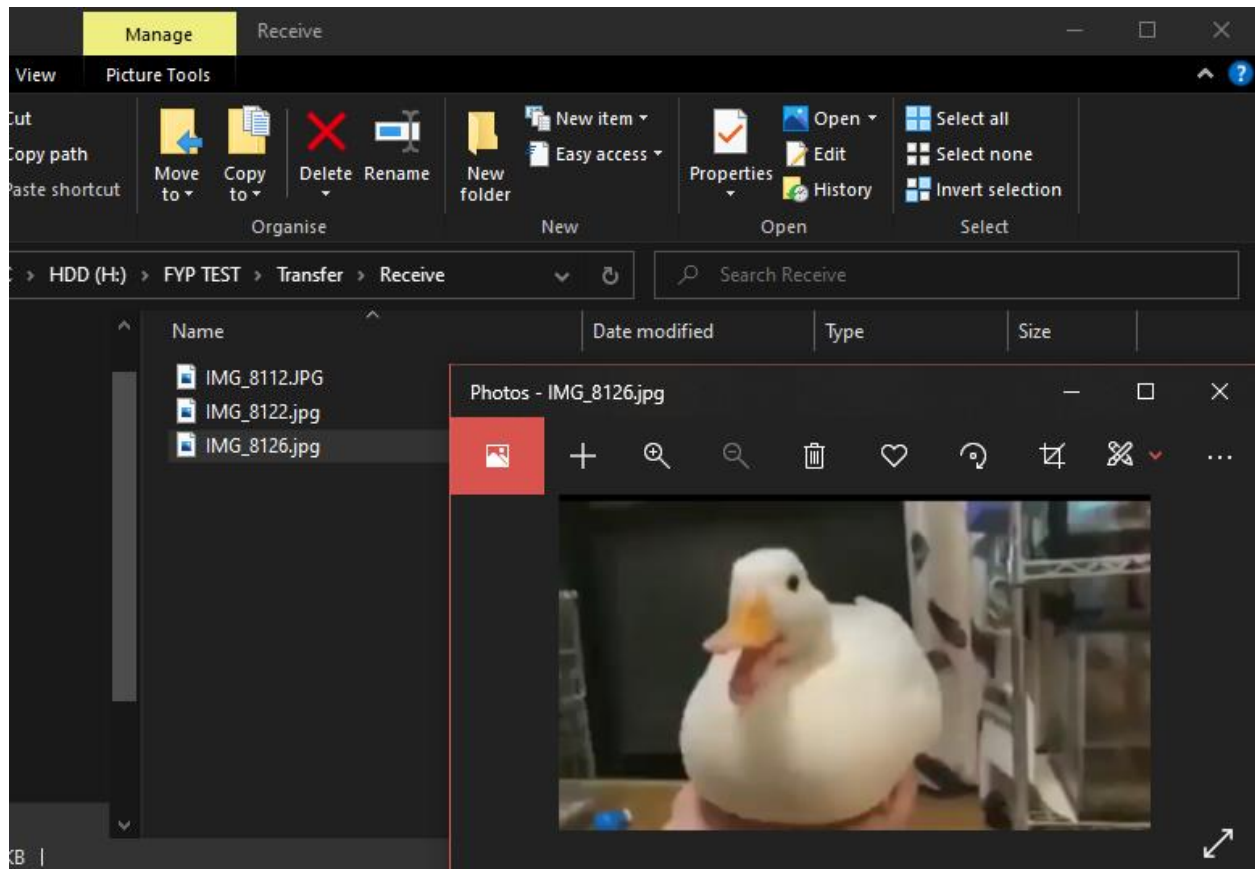 Manage Receive
View Picture Tools
Cut
Copy path
Paste shortcut
Move to
Copy to
Delete
Rename
New folder
New item
Easy access
Properties
Open
Edit
History
Select all
Select none
Invert selection
Organise New Open Select
HDD (H:) › FYP TEST › Transfer › Receive
Search Receive
Name Date modified Type Size
IMG_8112.JPG
IMG_8122.jpg
IMG_8126.jpg
Photos - IMG_8126.jpg
KB